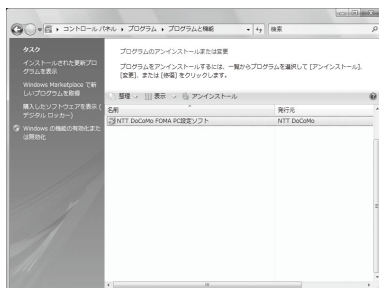 コントロール パネル ▸ プログラム ▸ プログラムと機能
検索
タスク
インストールされた更新プログラムを表示
Windows Marketplace で新しいプログラムを取得
購入したソフトウェアを表示 (デジタル ロッカー)
Windows の機能の有効化または無効化
プログラムのアンインストールまたは変更
プログラムをアンインストールするには、一覧からプログラムを選択して [アンインストール]、
[変更]、または [修復] をクリックします。
整理 表示 アンインストール
名前 発行元
NTT DoCoMo FOMA PC設定ソフト NTT DoCoMo